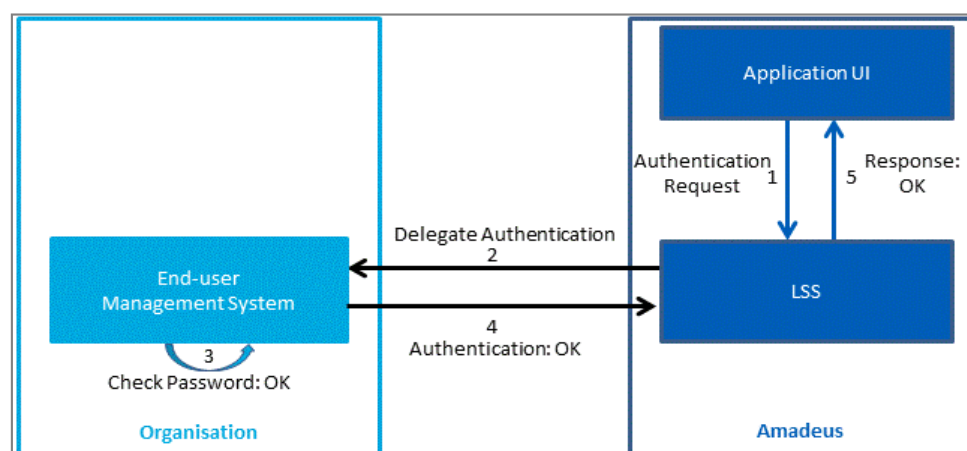 Application UI
Authentication
Request
1
5
Response:
OK
Delegate Authentication
2
End-user
Management System
LSS
4
Authentication: OK
3
Check Password: OK
Organisation
Amadeus